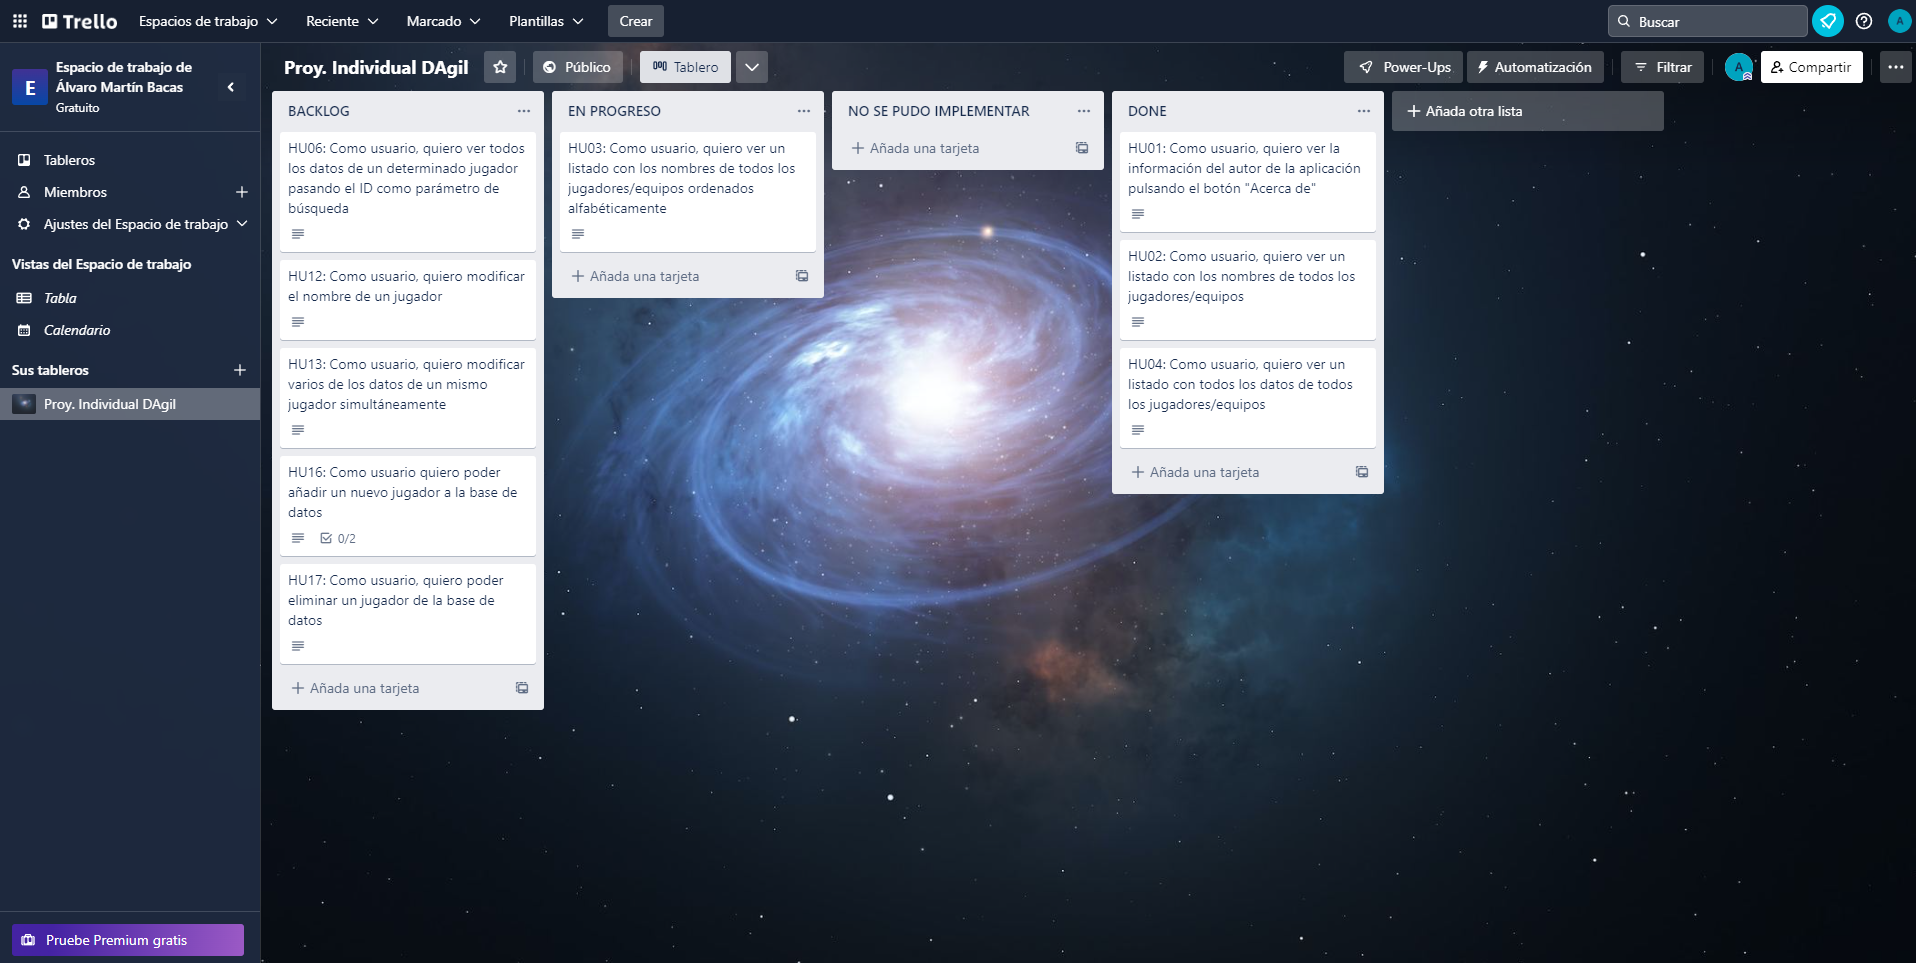 Trello
Espacios de trabajo
Reciente
Marcado
Plantillas
Crear
Buscar
A
E
Espacio de trabajo de
Álvaro Martín Bacas
Gratuito
Tableros
Miembros
Ajustes del Espacio de trabajo
Vistas del Espacio de trabajo
Tabla
Calendario
Sus tableros
Proy. Individual DAgil
Pruebe Premium gratis
Proy. Individual DAgil
Público
Tablero
Power-Ups
Automatización
Filtrar
A
Compartir
BACKLOG
HU06: Como usuario, quiero ver todos
los datos de un determinado jugador
pasando el ID como parámetro de
búsqueda
HU12: Como usuario, quiero modificar
el nombre de un jugador
HU13: Como usuario, quiero modificar
varios de los datos de un mismo
jugador simultáneamente
HU16: Como usuario quiero poder
añadir un nuevo jugador a la base de
datos
0/2
HU17: Como usuario, quiero poder
eliminar un jugador de la base de
datos
Añada una tarjeta
EN PROGRESO
HU03: Como usuario, quiero ver un
listado con los nombres de todos los
jugadores/equipos ordenados
alfabéticamente
Añada una tarjeta
NO SE PUDO IMPLEMENTAR
Añada una tarjeta
DONE
HU01: Como usuario, quiero ver la
información del autor de la aplicación
pulsando el botón "Acerca de"
HU02: Como usuario, quiero ver un
listado con los nombres de todos los
jugadores/equipos
HU04: Como usuario, quiero ver un
listado con todos los datos de todos
los jugadores/equipos
Añada una tarjeta
Añada otra lista